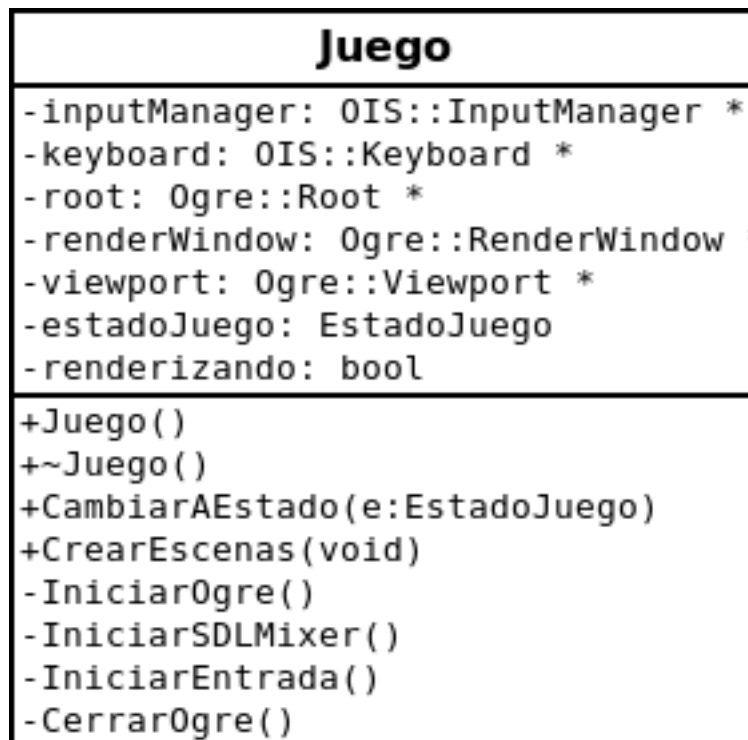 Juego
-inputManager: OIS::InputManager *
-keyboard: OIS::Keyboard *
-root: Ogre::Root *
-renderWindow: Ogre::RenderWindow
-viewport: Ogre::Viewport *
-estadoJuego: EstadoJuego
-renderizando: bool
+Juego()
+~Juego()
+CambiarAEstado(e:EstadoJuego)
+CrearEscenas(void)
-IniciarOgre()
-IniciarSDLMixer()
-IniciarEntrada()
-CerrarOgre()